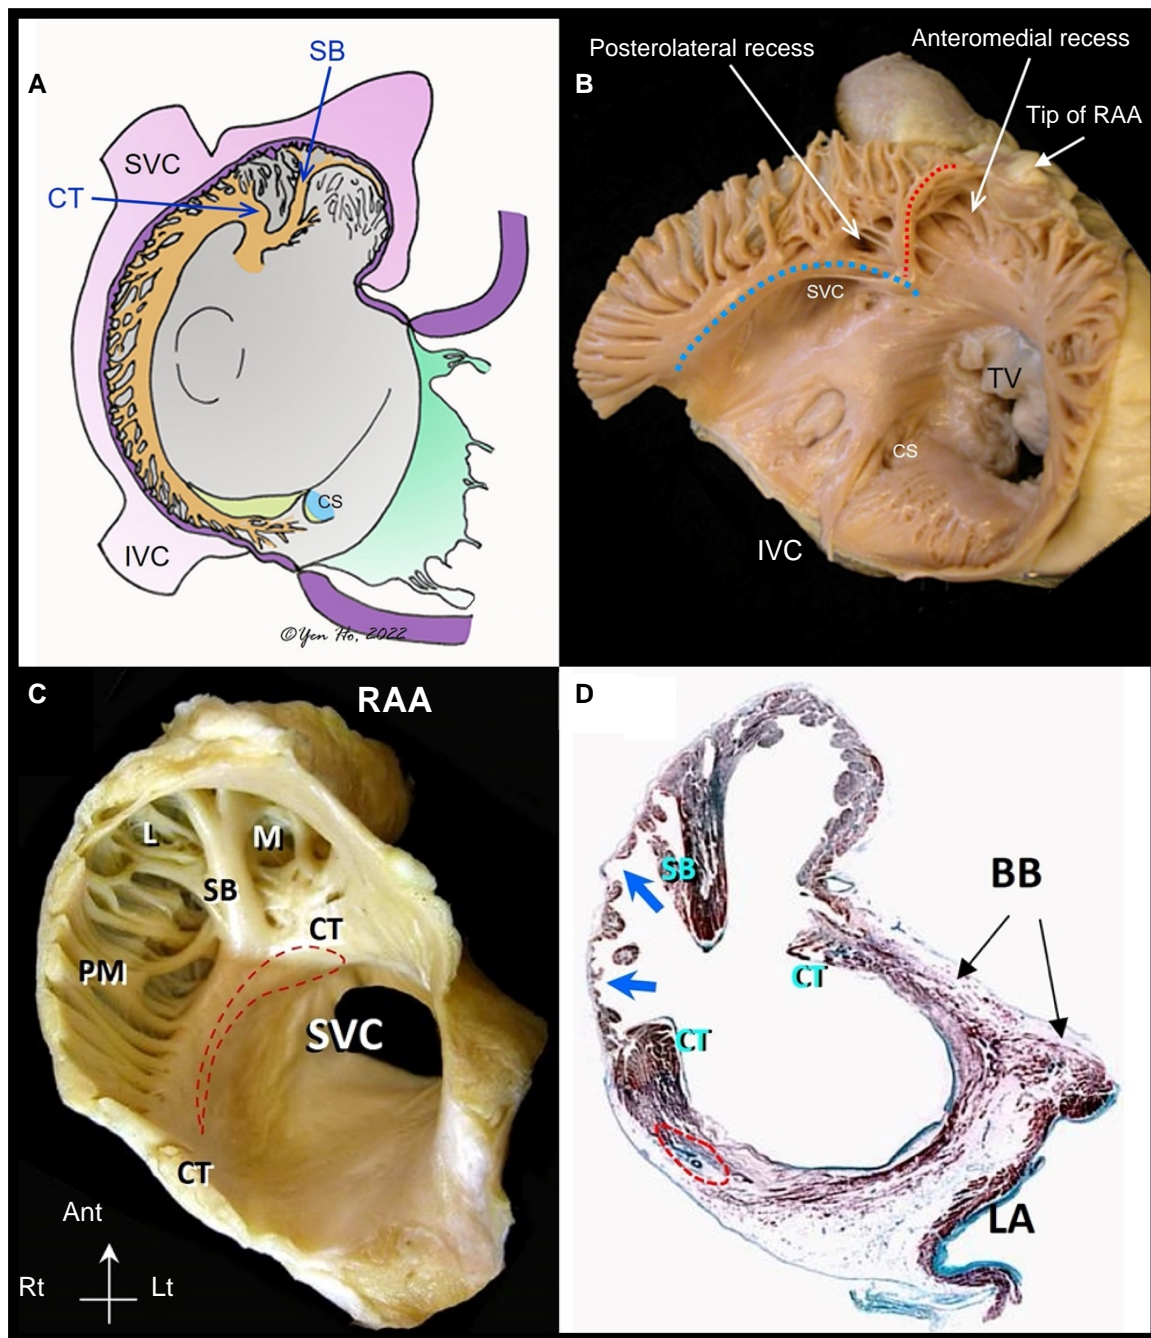 A
SB
SVC
CT
CS
IVC
©Yen Ho, 2022
B
Posterolateral recess
Anteromedial recess
Tip of RAA
SVC
TV
CS
IVC
C
RAA
L
M
SB
CT
PM
SVC
CT
Ant
Rt
Lt
D
SB
BB
CT
CT
LA